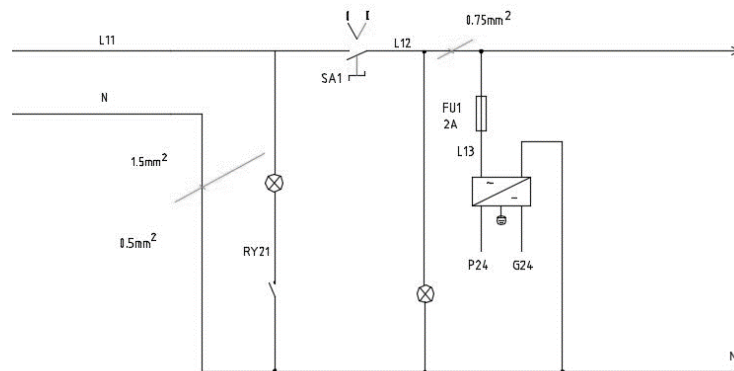 I I
0.75mm²
L11
L12
SA1
N
FU1
2A
L13
1.5mm²
0.5mm²
RY21
P24 G24
N